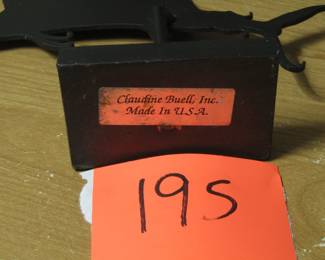 Claudine Buell, Inc.
Made In U.S.A.
195